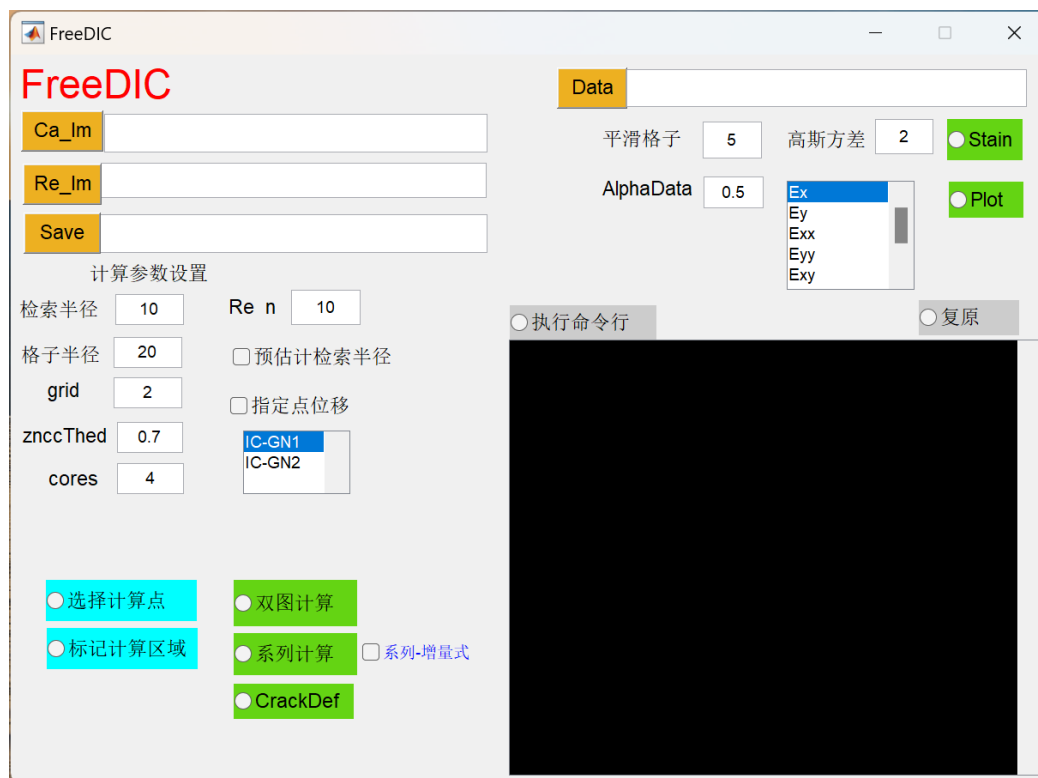 FreeDIC
FreeDIC
Ca_Im
Re_Im
Save
计算参数设置
检索半径 10 Re n 10
格子半径 20 预估计检索半径
grid 2
指定点位移
znccThed 0.7 IC-GN1
IC-GN2
cores 4
选择计算点 双图计算
标记计算区域 系列计算 系列-增量式
CrackDef
Data
平滑格子 5 高斯方差 2 Stain
AlphaData 0.5 Ex Plot
Ey
Exx
Eyy
Exy
执行命令行 复原